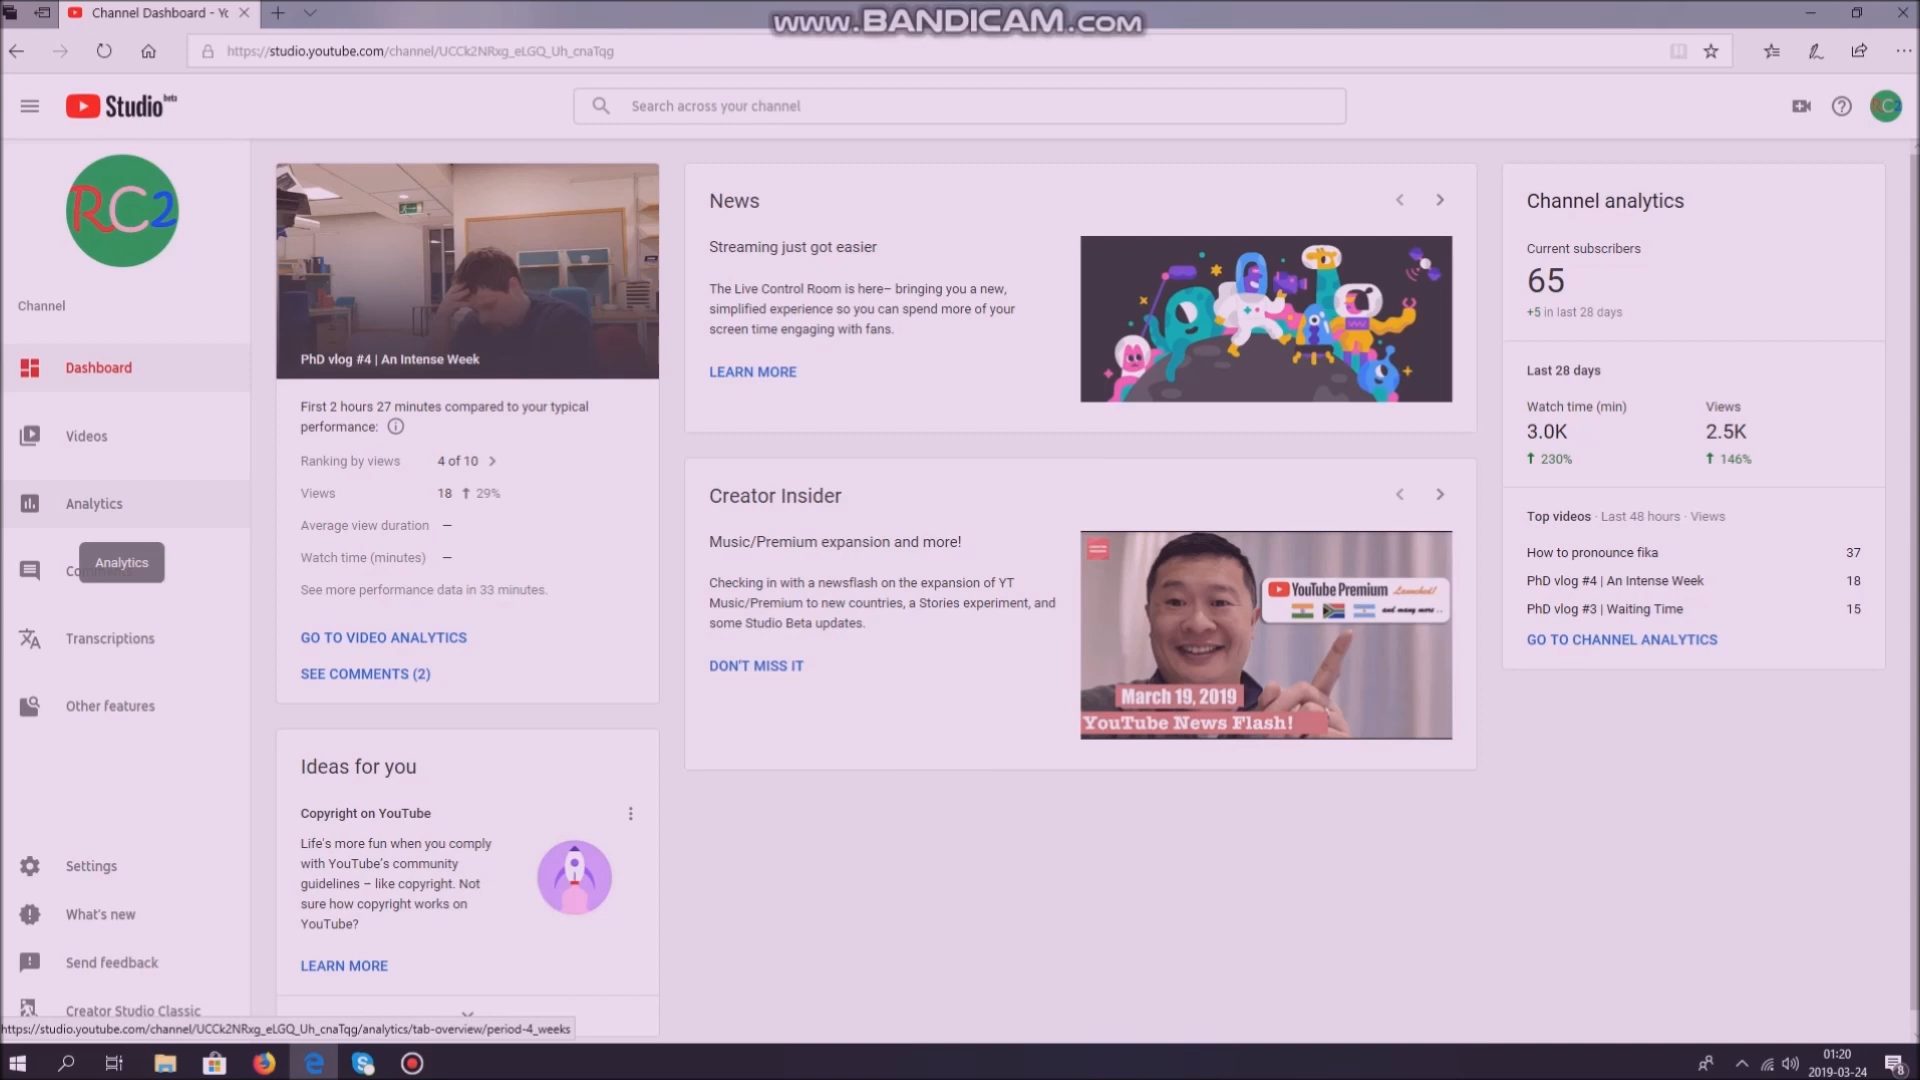 Channel Dashboard - Yc
www.BANDICAM.com
https://studio.youtube.com/channel/UCCk2NRxg_eLGQ_Uh_cnaTqg
Studio beta
Search across your channel
RC2
RC2
Channel
Dashboard
Videos
Analytics
Analytics
Transcriptions
Other features
Settings
What's new
Send feedback
Creator Studio Classic
https://studio.youtube.com/channel/UCCk2NRxg_eLGQ_Uh_cnaTqg/analytics/tab-overview/period-4_weeks
PhD vlog #4 | An Intense Week
First 2 hours 27 minutes compared to your typical
performance:
Ranking by views 4 of 10
Views 18 29%
Average view duration –
Watch time (minutes) –
See more performance data in 33 minutes.
GO TO VIDEO ANALYTICS
SEE COMMENTS (2)
Ideas for you
Copyright on YouTube
Life's more fun when you comply
with YouTube's community
guidelines – like copyright. Not
sure how copyright works on
YouTube?
LEARN MORE
News
Streaming just got easier
The Live Control Room is here– bringing you a new,
simplified experience so you can spend more of your
screen time engaging with fans.
LEARN MORE
Creator Insider
Music/Premium expansion and more!
Checking in with a newsflash on the expansion of YT
Music/Premium to new countries, a Stories experiment, and
some Studio Beta updates.
DON'T MISS IT
YouTube Premium Launched!
and many more ..
March 19, 2019
YouTube News Flash!
Channel analytics
Current subscribers
65
+5 in last 28 days
Last 28 days
Watch time (min) Views
3.0K 2.5K
230% 146%
Top videos · Last 48 hours · Views
How to pronounce fika 37
PhD vlog #4 | An Intense Week 18
PhD vlog #3 | Waiting Time 15
GO TO CHANNEL ANALYTICS
01:20
2019-03-24
8